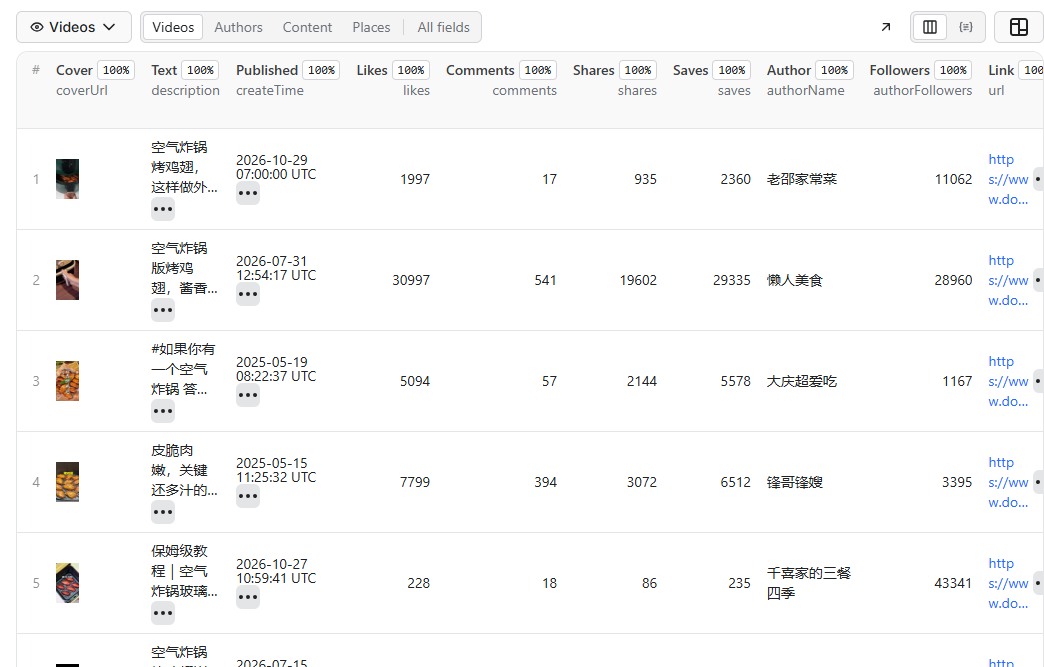 Videos
Videos Authors Content Places All fields
# Cover 100% Text 100% Published 100% Likes 100% Comments 100% Shares 100% Saves 100% Author 100% Followers 100% Link 100
coverUrl description createTime likes comments shares saves authorName authorFollowers url
1
空气炸锅
烤鸡翅，
这样做外...
2026-10-29
07:00:00 UTC
1997
17
935
2360
老邵家常菜
11062
http
s://ww
w.do...
2
空气炸锅
版烤鸡
翅，酱香...
2026-07-31
12:54:17 UTC
30997
541
19602
29335
懒人美食
28960
http
s://ww
w.do...
3
#如果你有
一个空气
炸锅 答...
2025-05-19
08:22:37 UTC
5094
57
2144
5578
大庆超爱吃
1167
http
s://ww
w.do...
4
皮脆肉
嫩，关键
还多汁的...
2025-05-15
11:25:32 UTC
7799
394
3072
6512
锋哥锋嫂
3395
http
s://ww
w.do...
5
保姆级教
程｜空气
炸锅玻璃...
2026-10-27
10:59:41 UTC
228
18
86
235
千喜家的三餐
四季
43341
http
s://ww
w.do...
空气炸锅
2026-07-15
http